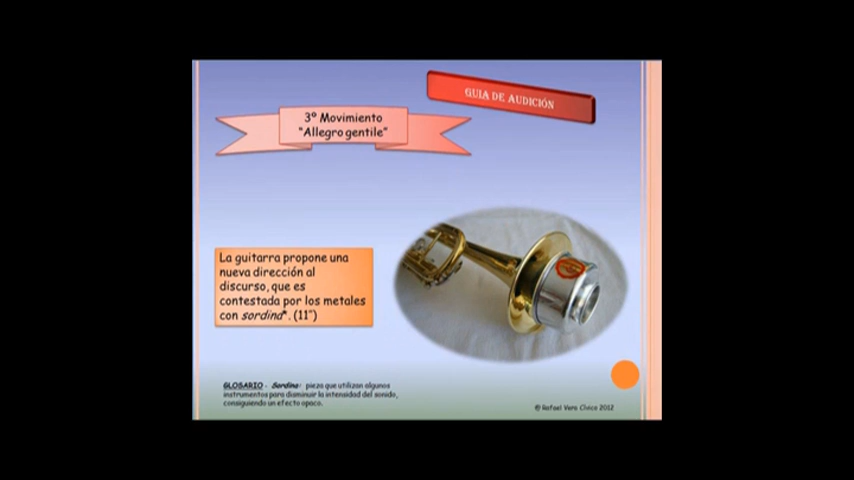 GUIA DE AUDICIÓN
3º Movimiento
"Allegro gentile"
La guitarra propone una
nueva dirección al
discurso, que es
contestada por los metales
con sordina*. (11")
GLOSARIO - Sordina: pieza que utilizan algunos
instrumentos para disminuir la intensidad del sonido,
consiguiendo un efecto opaco.
© Rafael Vera Chica 2012